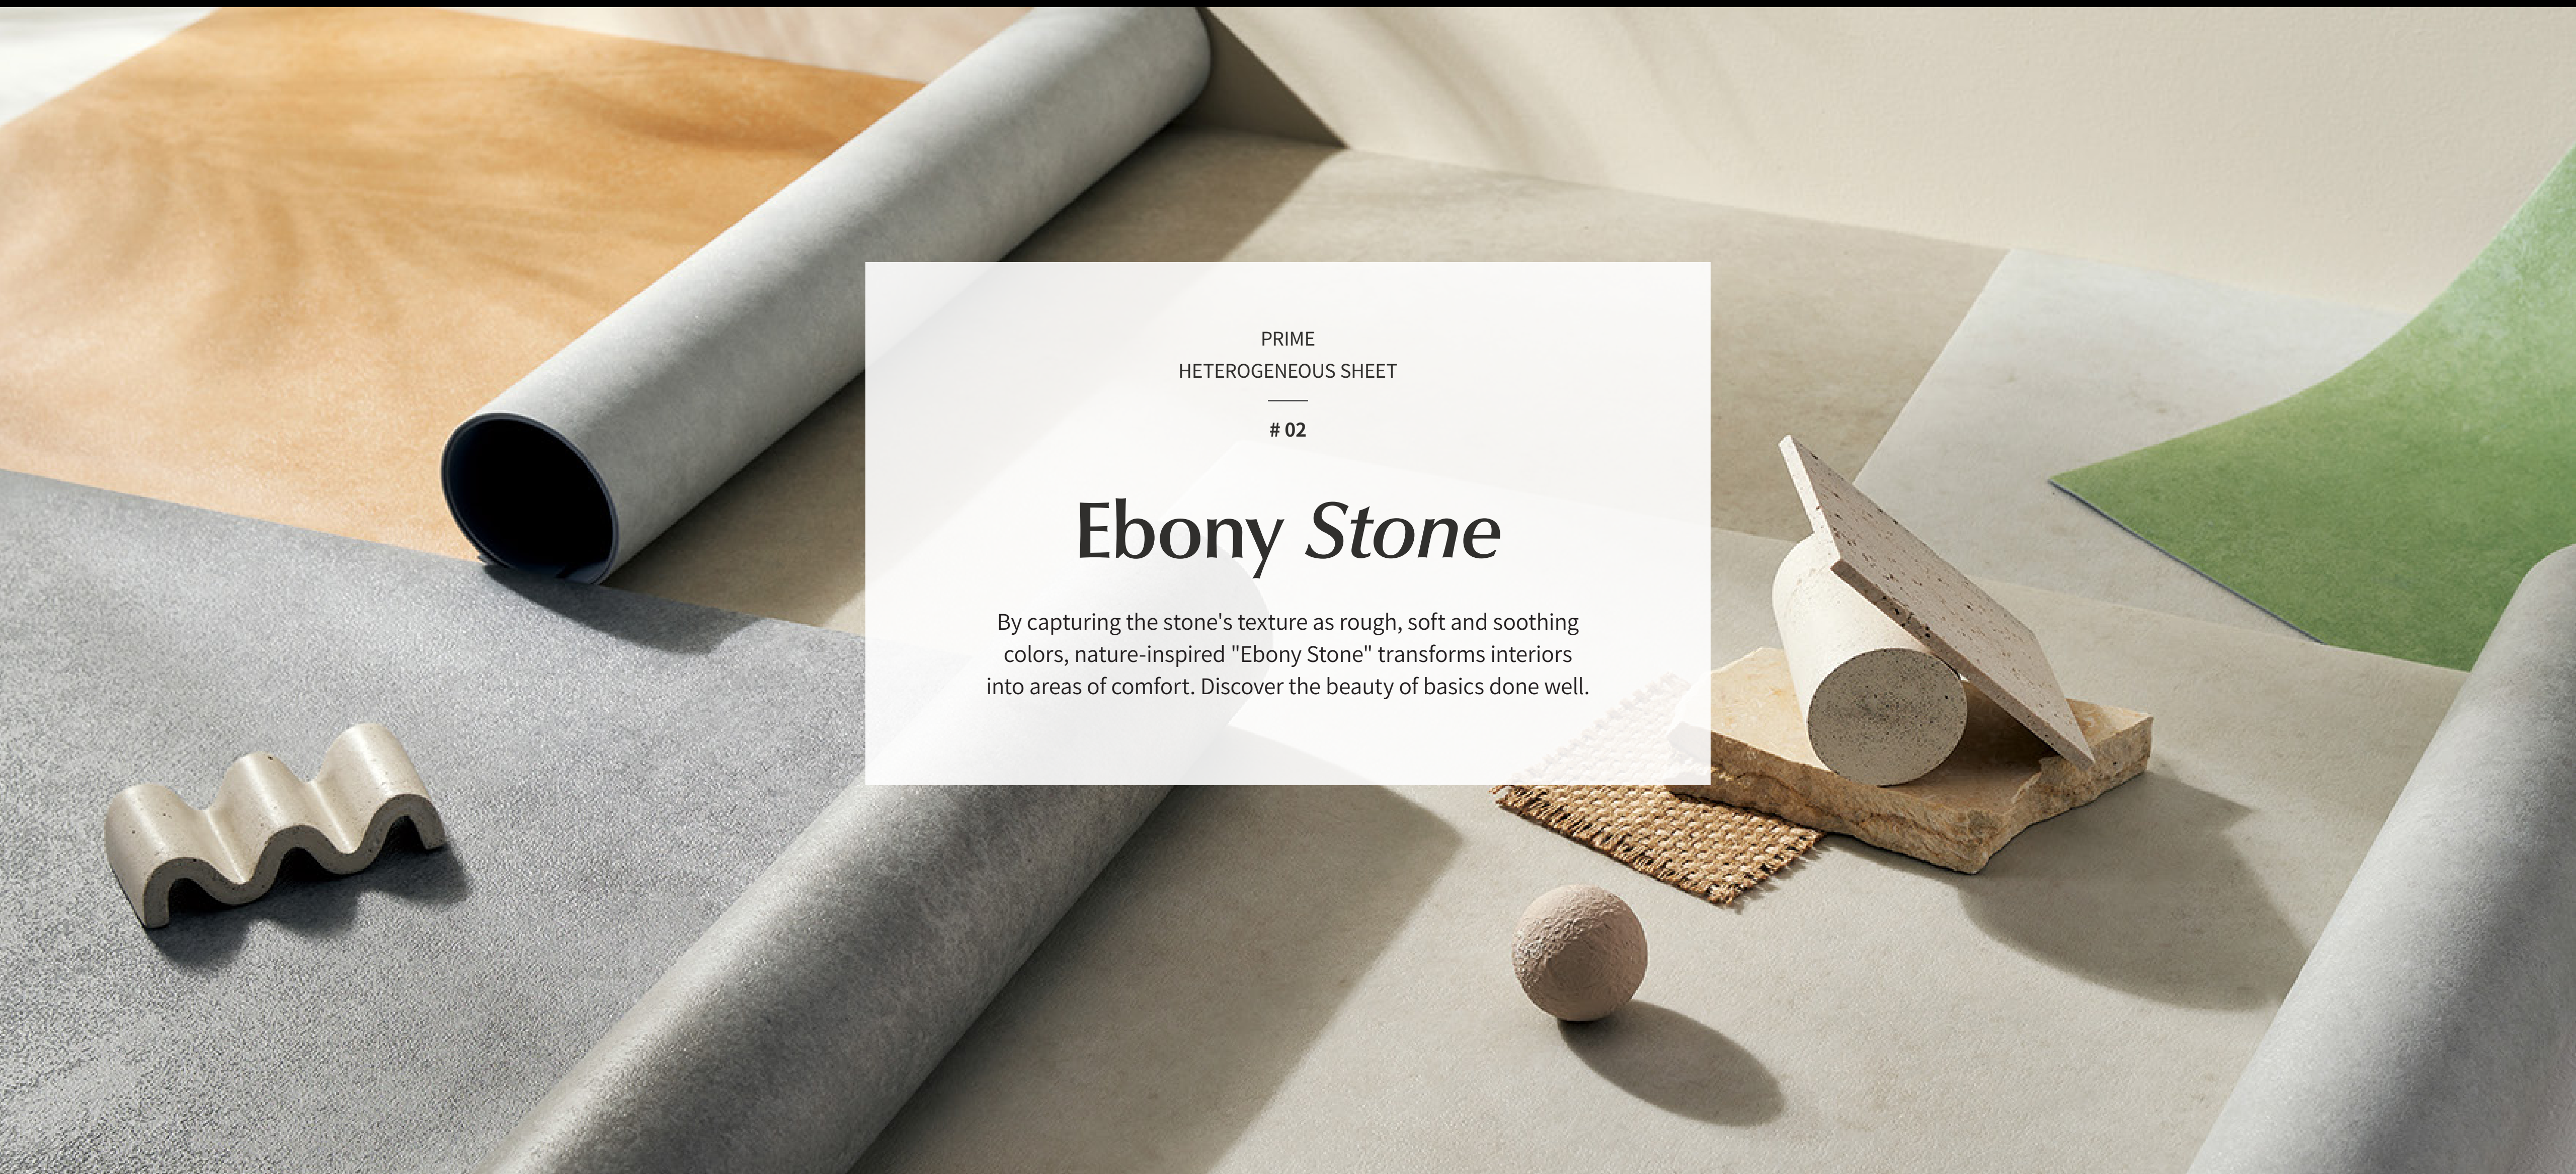 PRIME
HETEROGENEOUS SHEET
# 02
Ebony Stone
By capturing the stone's texture as rough, soft and soothing
colors, nature-inspired "Ebony Stone" transforms interiors
into areas of comfort. Discover the beauty of basics done well.